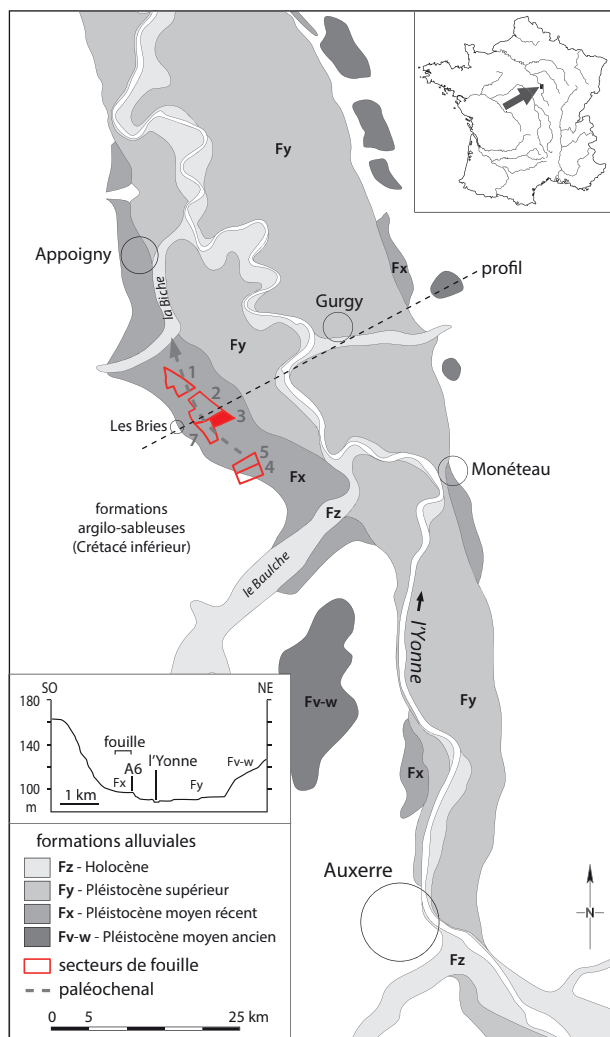 Fy
Appoigny
la Biche
Fx
profil
Gurgy
Fy
1
2
3
Les Bries
7
5
4
Fx
Monéteau
Fz
formations
argilo-sableuses
(Crétacé inférieur)
le Baulche
l'Yonne
Fv-w
Fy
Fx
SO
NE
180
140
100
m
fouille
A6
l'Yonne
Fv-w
Fx
Fy
1 km
formations alluviales
Fz - Holocène
Fy - Pléistocène supérieur
Fx - Pléistocène moyen récent
Fv-w - Pléistocène moyen ancien
secteurs de fouille
paléochenal
0 5 25 km
Auxerre
Fz
N